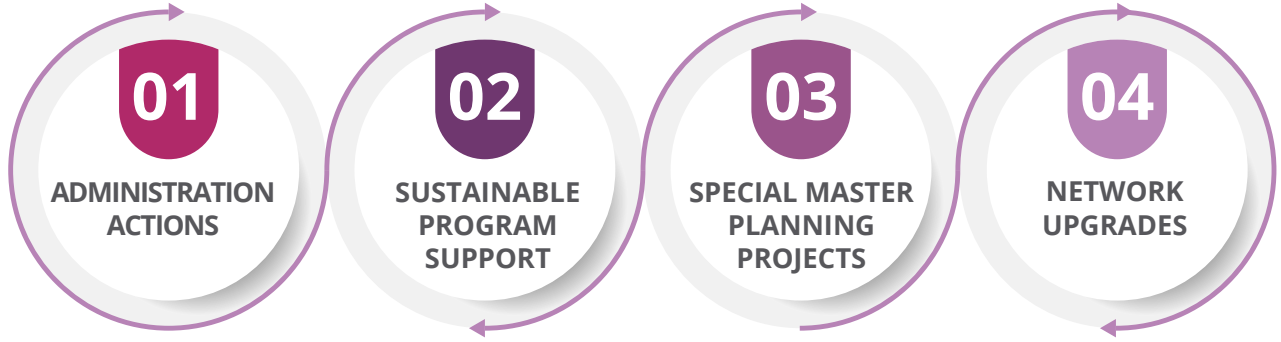 01
ADMINISTRATION
ACTIONS
02
SUSTAINABLE
PROGRAM
SUPPORT
03
SPECIAL MASTER
PLANNING
PROJECTS
04
NETWORK
UPGRADES